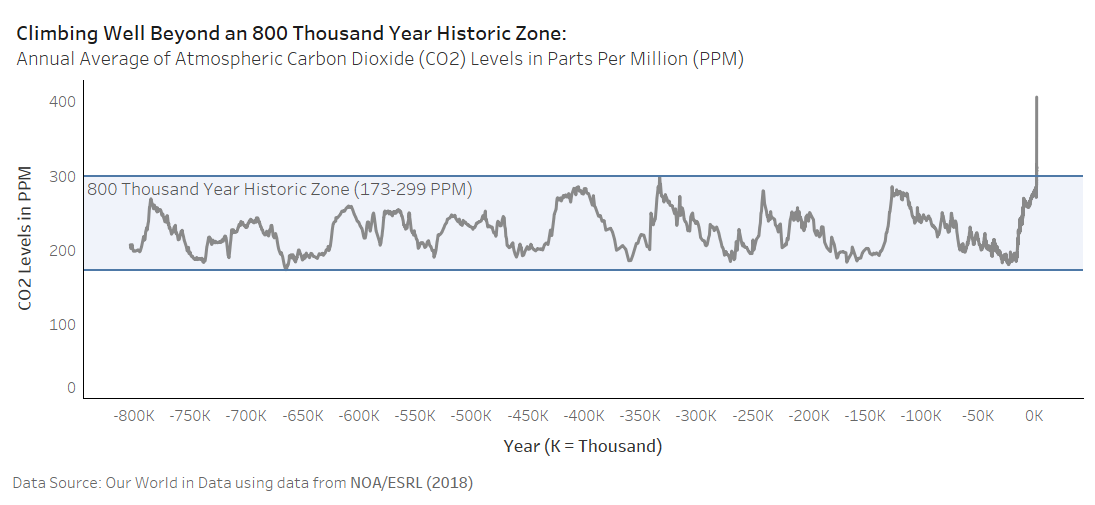 Climbing Well Beyond an 800 Thousand Year Historic Zone:
Annual Average of Atmospheric Carbon Dioxide (CO2) Levels in Parts Per Million (PPM)
400
300
800 Thousand Year Historic Zone (173-299 PPM)
200
100
0
CO2 Levels in PPM
-800K -750K -700K -650K -600K -550K -500K -450K -400K -350K -300K -250K -200K -150K -100K -50K 0K
Year (K = Thousand)
Data Source: Our World in Data using data from NOA/ESRL (2018)